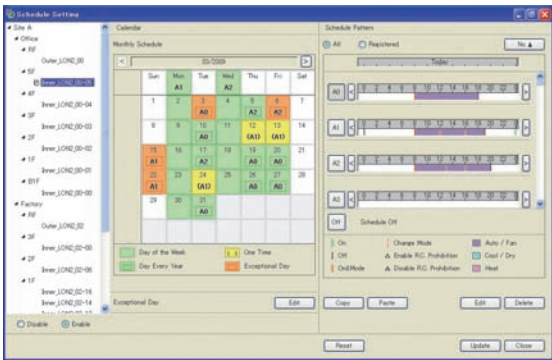 Schedule Setting
Site A
Office
RF
Outer_LON2_00
5F
Inner_LON2_00-05
4F
Inner_LON2_00-04
3F
Inner_LON2_00-03
2F
Inner_LON2_00-02
1F
Inner_LON2_00-01
B1F
Inner_LON2_00-00
Factory
RF
Outer_LON2_02
3F
Inner_LON2_02-00
2F
Inner_LON2_02-06
1F
Inner_LON2_02-15
Inner_LON2_02-14
Disable Enable
Calendar
Monthly Schedule
< 03/2009 >
Sun Mon Tue Wed Thu Fri Sat
A1 A2
1 2 3 4 5 6 7
A0 A2 A2
8 9 10 11 12 13 14
A0 (A1) (A1)
15 16 17 18 19 20 21
A1 A2 A0 A0
22 23 24 25 26 27 28
A1 (A1) A0 A0
29 30 31
A0
Day of the Week One Time
Day Every Year Exceptional Day
Exceptional Day Edit
Schedule Pattern
All Registered No.▲
Today
A0 <
>
A1 <
>
A2 <
>
A3 <
>
Off Schedule Off
On Change Mode Auto / Fan
Off Enable R.C. Prohibition Cool / Dry
On&Mode Disable R.C. Prohibition Heat
Copy Paste Edit Delete
Reset Update Close